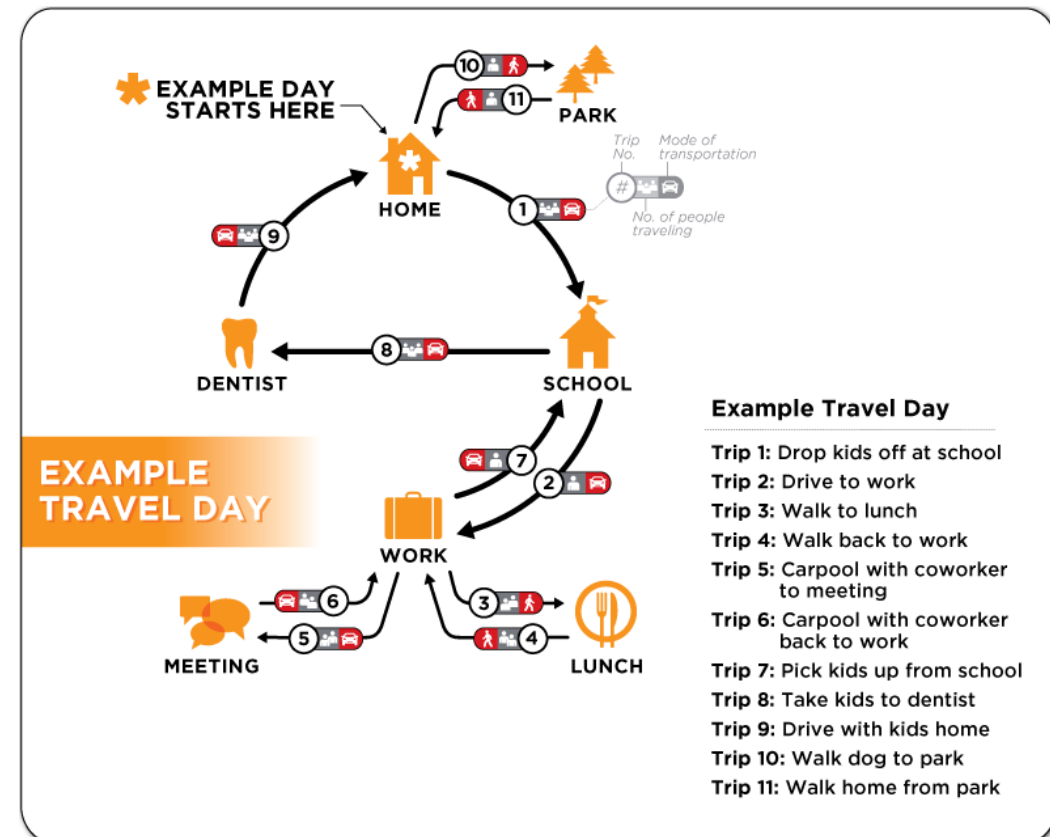 EXAMPLE DAY
STARTS HERE
10
11
PARK
Trip
No.
Mode of
transportation
#
No. of people
traveling
HOME
1
9
8
DENTIST
SCHOOL
EXAMPLE
TRAVEL DAY
7
2
WORK
6
5
MEETING
3
4
LUNCH
Example Travel Day
Trip 1: Drop kids off at school
Trip 2: Drive to work
Trip 3: Walk to lunch
Trip 4: Walk back to work
Trip 5: Carpool with coworker
to meeting
Trip 6: Carpool with coworker
back to work
Trip 7: Pick kids up from school
Trip 8: Take kids to dentist
Trip 9: Drive with kids home
Trip 10: Walk dog to park
Trip 11: Walk home from park